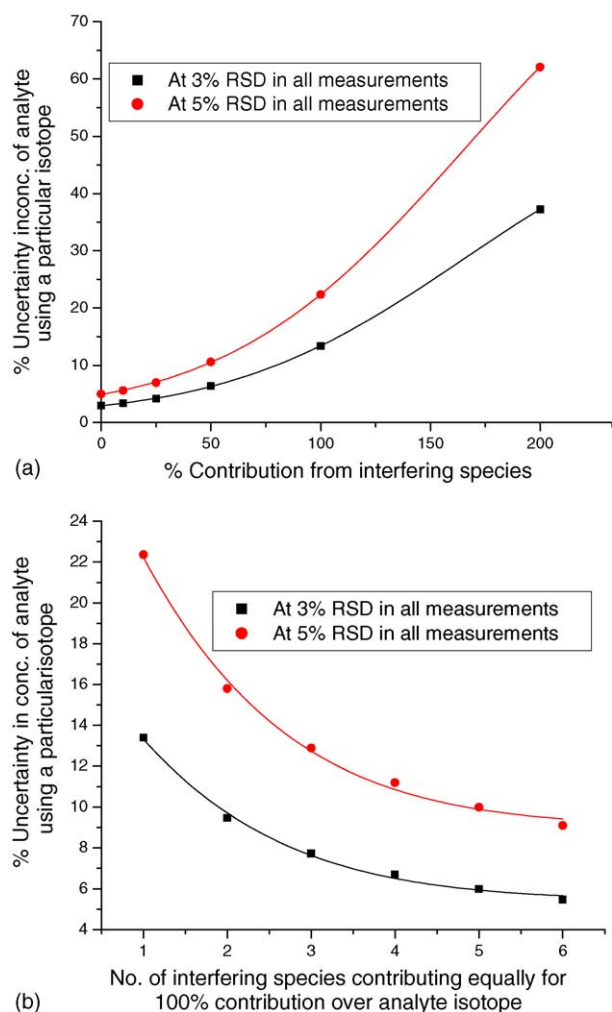 60
50
40
30
20
10
0
% Uncertainty inconc. of analyte
using a particular isotope
At 3% RSD in all measurements
At 5% RSD in all measurements
0 50 100 150 200
% Contribution from interfering species
(a)
24
22
20
18
16
14
12
10
8
6
4
% Uncertainty in conc. of analyte
using a particularisotope
At 3% RSD in all measurements
At 5% RSD in all measurements
1 2 3 4 5 6
No. of interfering species contributing equally for
100% contribution over analyte isotope
(b)